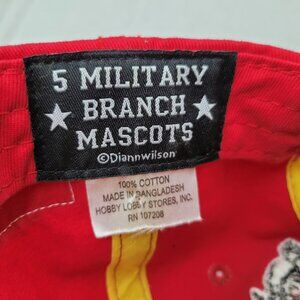 5 MILITARY
BRANCH
MASCOTS
©Diannwilson
100% COTTON
MADE IN BANGLADESH
HOBBY LOBBY STORES, INC.
RN 107208